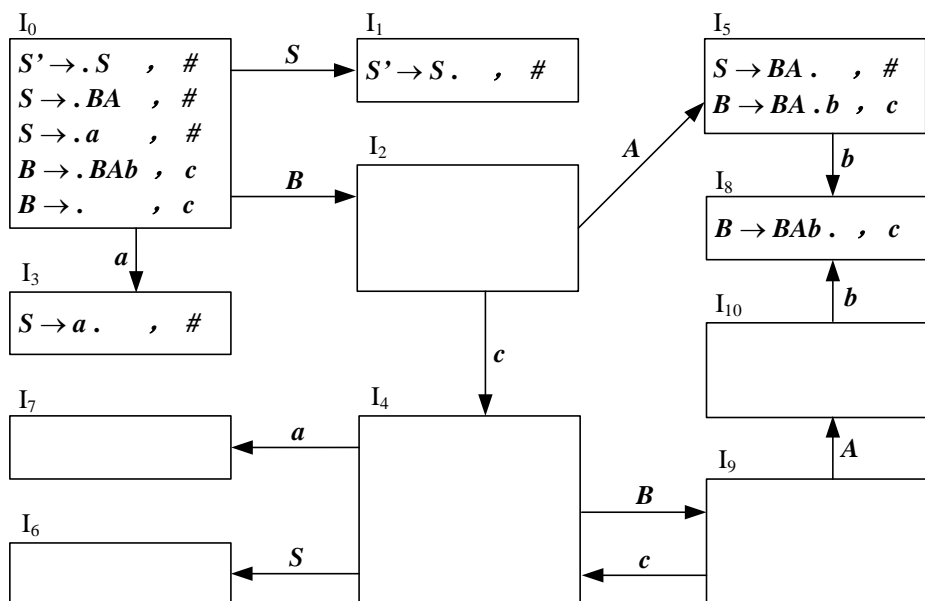 I₀
S’ → . S , #
S → . BA , #
S → . a , #
B → . BAb , c
B → . , c
S
I₁
S’ → S . , #
B
I₂
A
I₅
S → BA . , #
B → BA . b , c
b
I₈
B → BAb . , c
a
I₃
S → a . , #
c
b
I₁₀
I₇
a
I₄
A
I₉
B
I₆
S
c